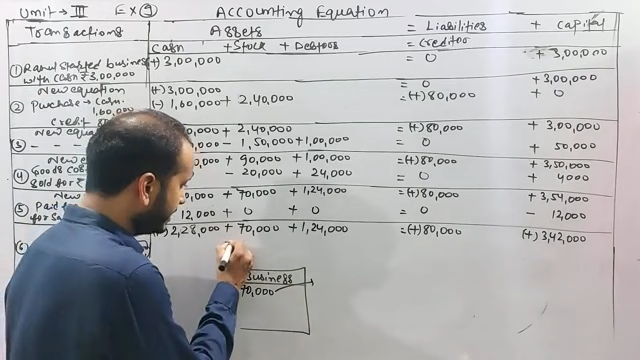 Unit → III Ex ⑨ Accounting Equation
Transactions Assets = Liabilities + Capital
Cash + Stock + Debtors = Creditor
① started business (+) 3,00,000 = 0 + 3,00,000
with cash ₹ 3,00,000
New equation (+) 3,00,000 = 0 + 3,00,000
② Purchase → Cash (-) 1,60,000 + 2,40,000 = (+) 80,000 + 0
1,60,000
Credit
New + 2,40,000 = (+) 80,000 + 3,00,000
③ - 1,50,000 + 1,00,000 = 0 + 50,000
New + 90,000 + 1,00,000 = (+) 80,000 + 3,50,000
④ Goods - 20,000 + 24,000 = 0 + 4000
sold for ₹
New + 70,000 + 1,24,000 = (+) 80,000 + 3,54,000
⑤ 12,000 + 0 + 0 = 0 - 12,000
for
2,28,000 + 70,000 + 1,24,000 = (+) 80,000 (+) 3,42,000
⑥
Business
70,000